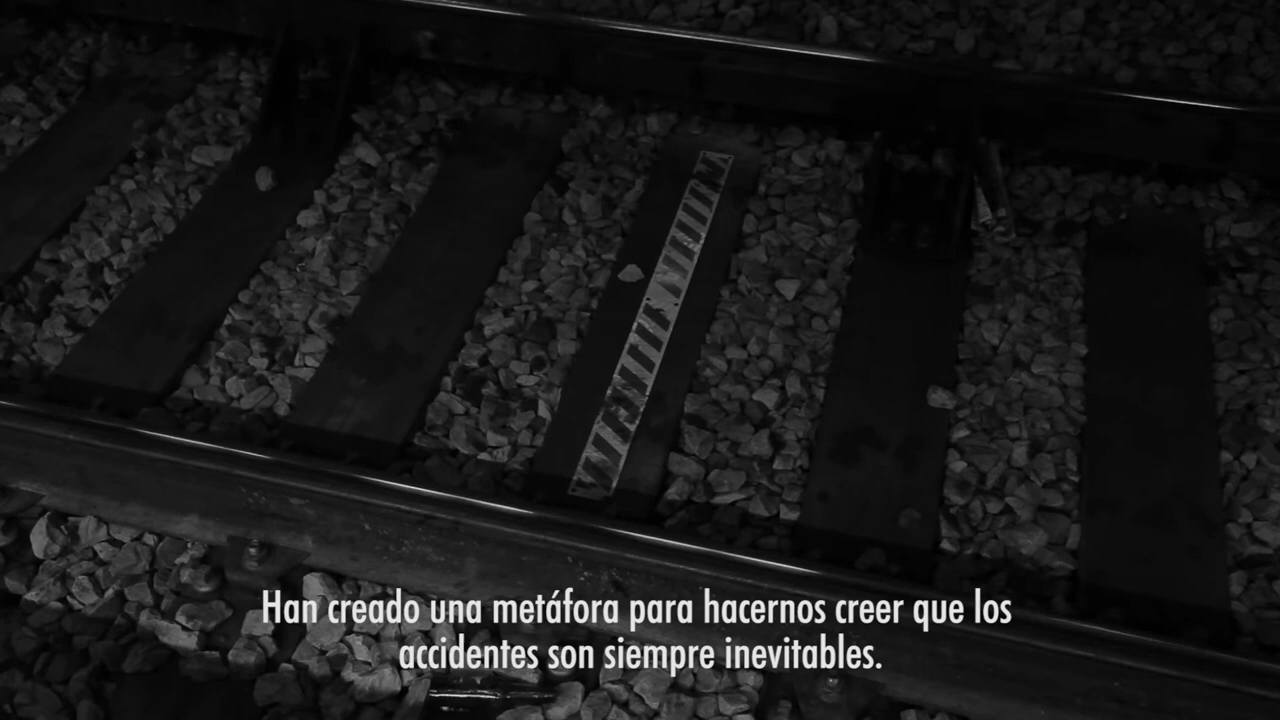 Han creado una metáfora para hacernos creer que los
accidentes son siempre inevitables.